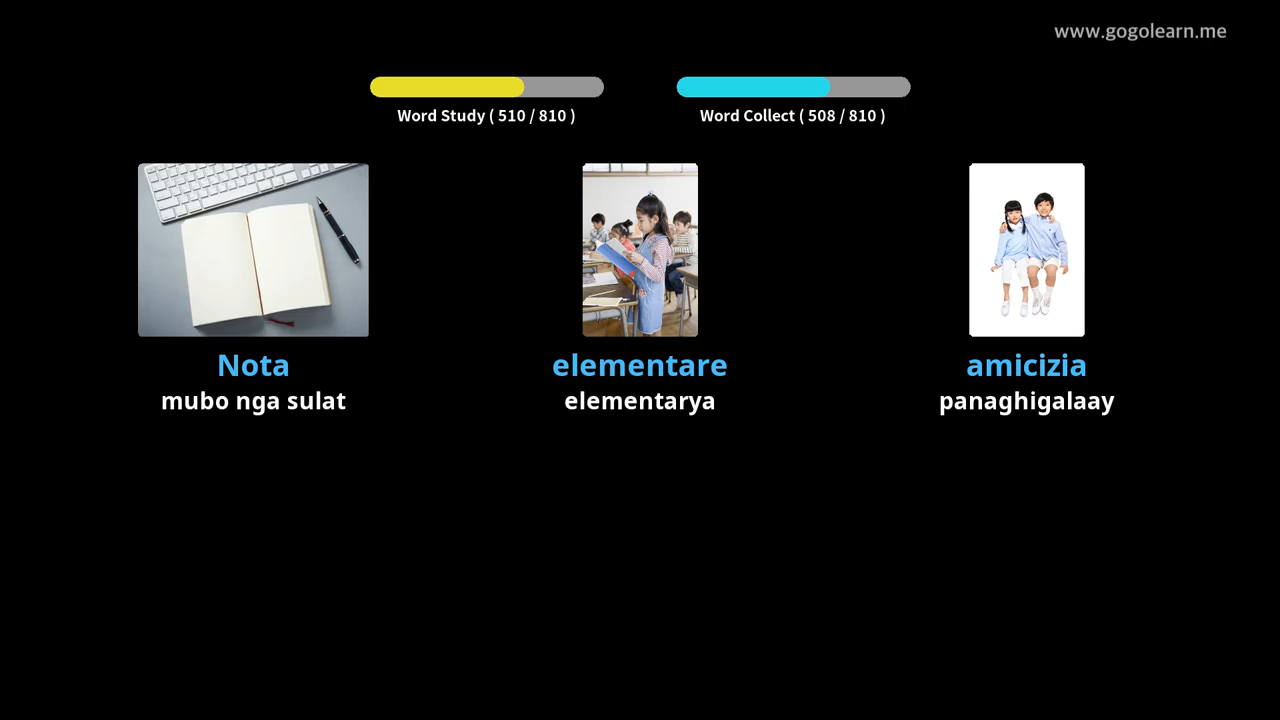 www.gogolearn.me
Word Study ( 510 / 810 )
Word Collect ( 508 / 810 )
Nota
mubo nga sulat
elementare
elementarya
amicizia
panaghigalaay